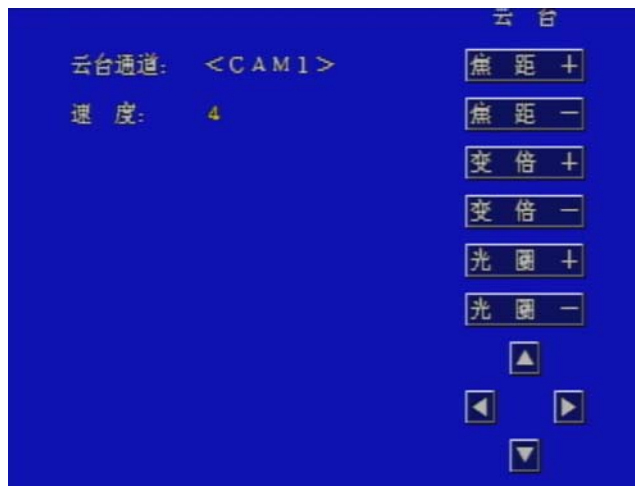 云台
云台通道: <CAM1>
速度: 4
焦距 +
焦距 −
变倍 +
变倍 −
光圈 +
光圈 −